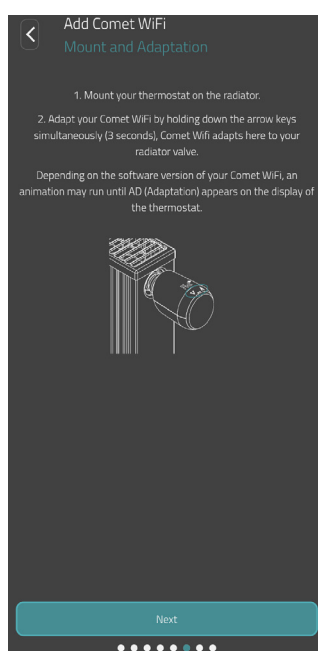 Add Comet WiFi
Mount and Adaptation
1. Mount your thermostat on the radiator.
2. Adapt your Comet WiFi by holding down the arrow keys
simultaneously (3 seconds), Comet Wifi adapts here to your
radiator valve.
Depending on the software version of your Comet WiFi, an
animation may run until AD (Adaptation) appears on the display of
the thermostat.
Next